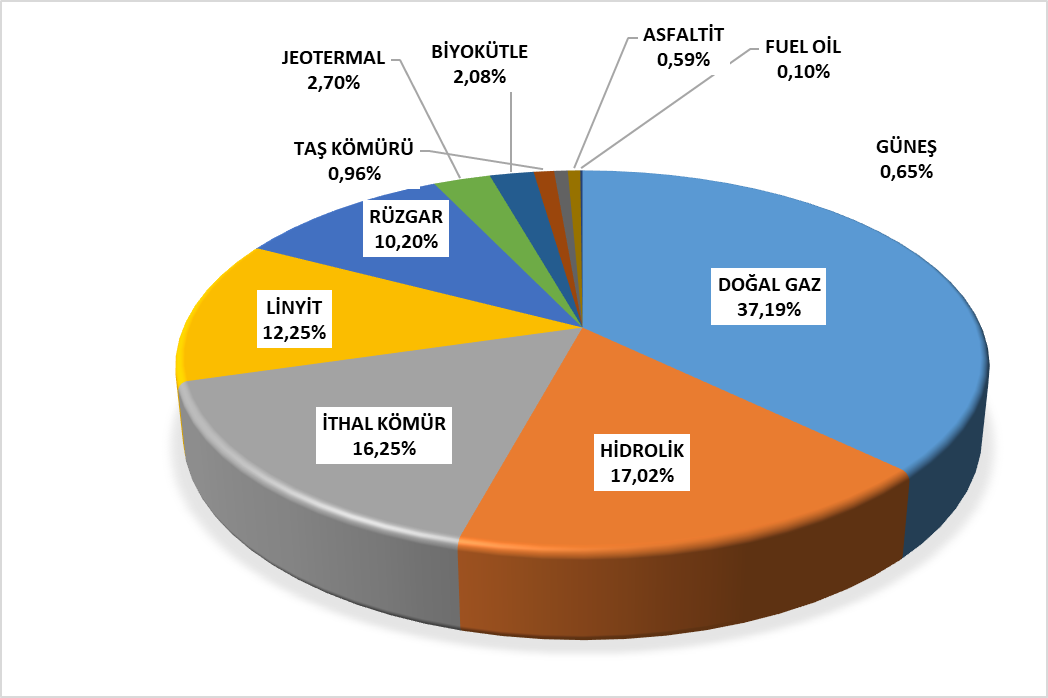 ASFALTİT
0,59%
FUEL OİL
0,10%
JEOTERMAL
2,70%
BİYOKÜTLE
2,08%
TAŞ KÖMÜRÜ
0,96%
GÜNEŞ
0,65%
RÜZGAR
10,20%
DOĞAL GAZ
37,19%
LİNYİT
12,25%
İTHAL KÖMÜR
16,25%
HİDROLİK
17,02%